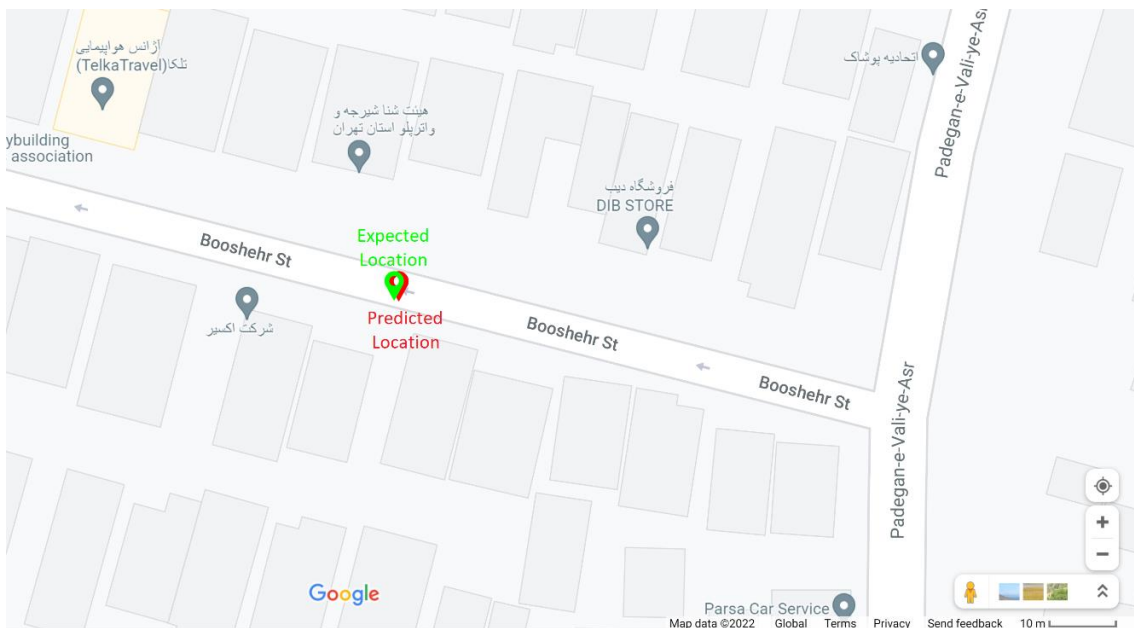 آژانس هواپیمایی
تلکا(TelkaTravel)
ybuilding
association
هیئت شنا شیرجه و
واترپلو استان تهران
اتحادیه پوشاک
Padegan-e-Vali-ye-Asr
فروشگاه دیب
DIB STORE
Booshehr St
Expected
Location
Predicted
Location
شرکت اکسیر
Booshehr St
Booshehr St
Padegan-e-Vali-ye-Asr
Google
Parsa Car Service
Map data ©2022 Global Terms Privacy Send feedback 10 m